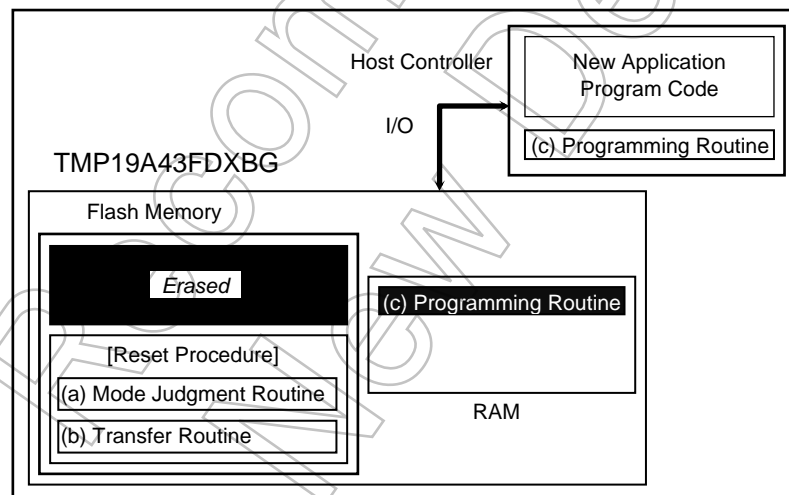 Host Controller
New Application
Program Code
I/O
(c) Programming Routine
TMP19A43FDXBG
Flash Memory
Erased
(c) Programming Routine
[Reset Procedure]
(a) Mode Judgment Routine
(b) Transfer Routine
RAM